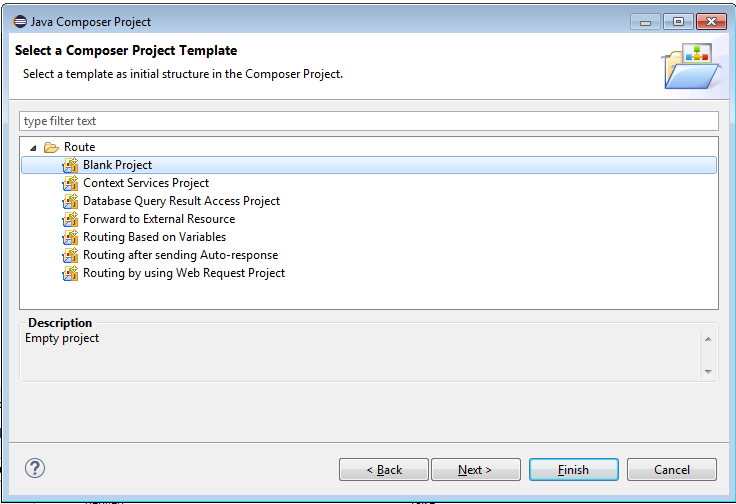 Java Composer Project
Select a Composer Project Template
Select a template as initial structure in the Composer Project.
type filter text
Route
Blank Project
Context Services Project
Database Query Result Access Project
Forward to External Resource
Routing Based on Variables
Routing after sending Auto-response
Routing by using Web Request Project
Description
Empty project
< Back Next > Finish Cancel